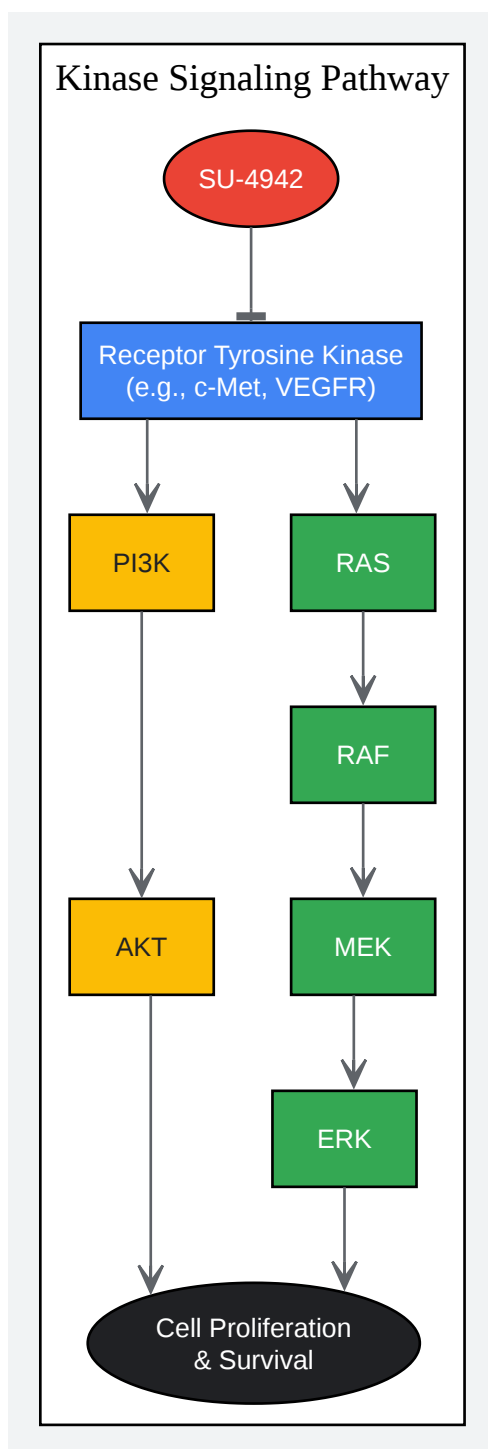 Kinase Signaling Pathway
SU-4942
Receptor Tyrosine Kinase
(e.g., c-Met, VEGFR)
PI3K
RAS
RAF
AKT
MEK
ERK
Cell Proliferation
& Survival